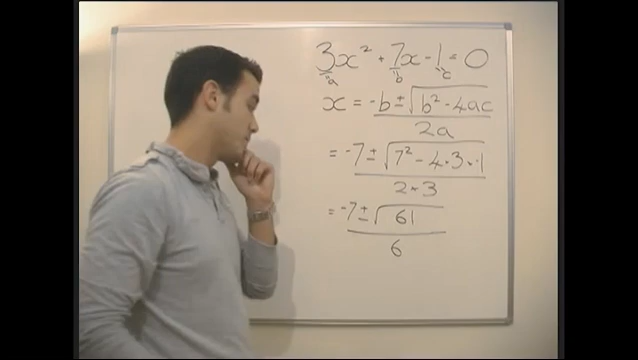 3x² + 7x - 1 = 0
"a "b "c
x = -b ± √b² - 4ac
2a
= -7 ± √7² - 4 × 3 × -1
2 × 3
= -7 ± √61
6